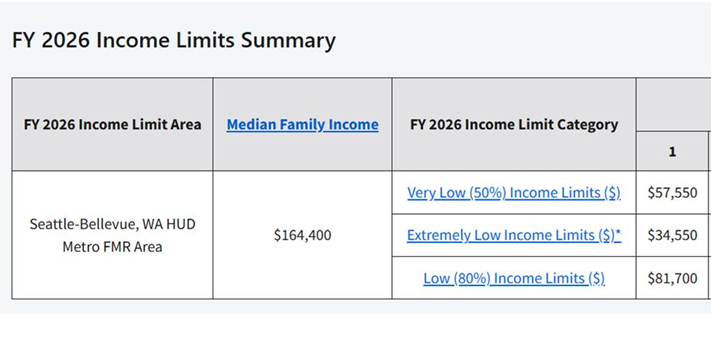 FY 2026 Income Limits Summary
FY 2026 Income Limit Area
Median Family Income
FY 2026 Income Limit Category
1
Seattle-Bellevue, WA HUD
Metro FMR Area
$164,400
Very Low (50%) Income Limits ($)
$57,550
Extremely Low Income Limits ($)*
$34,550
Low (80%) Income Limits ($)
$81,700